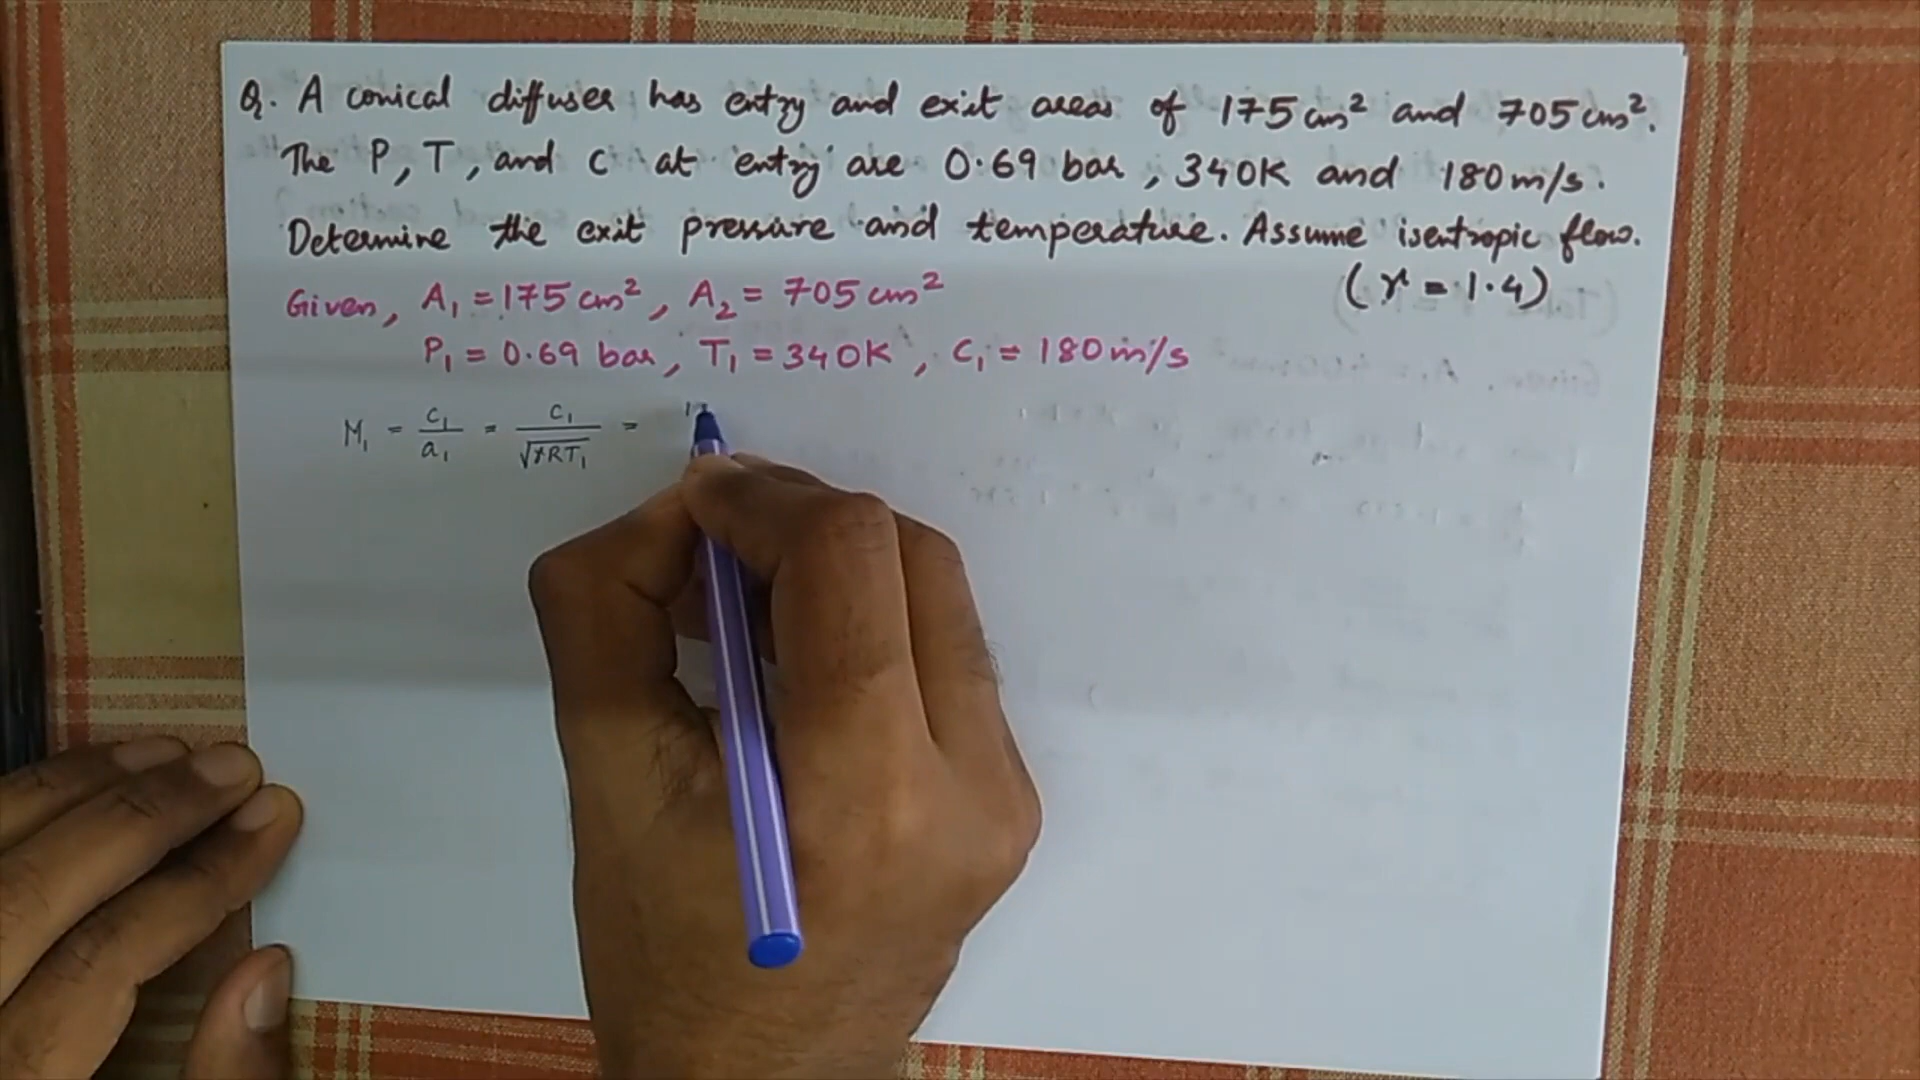 Q. A conical diffuser has entry and exit areas of 175 cm² and 705 cm².
The P, T, and C at entry are 0.69 bar, 340K and 180 m/s.
Determine the exit pressure and temperature. Assume isentropic flow.
(γ = 1.4)
Given, A₁ = 175 cm², A₂ = 705 cm²
P₁ = 0.69 bar, T₁ = 340K, C₁ = 180 m/s
M₁ = C₁/a₁ = C₁/√γRT₁ =